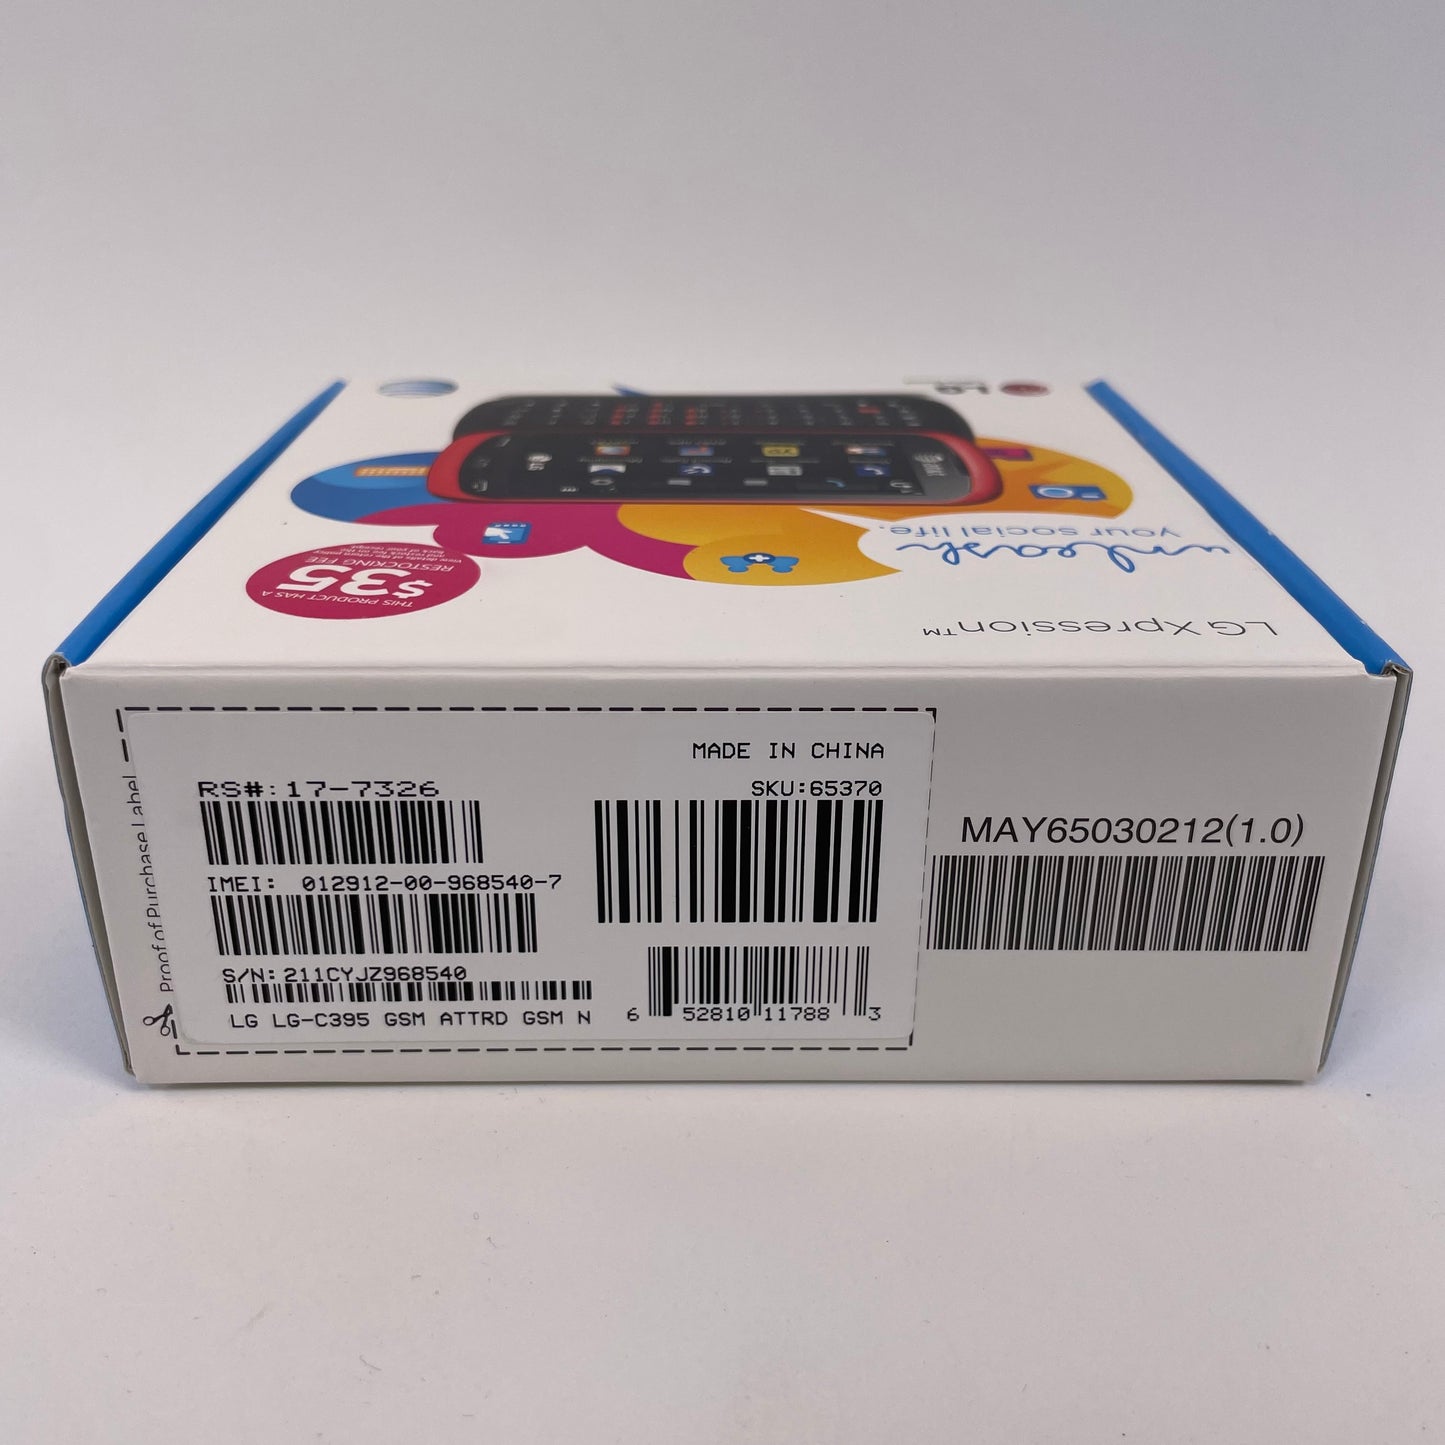 LG Xpression™
unleash
your social life.
THIS PRODUCT HAS A
$35
RESTOCKING FEE
LG
MADE IN CHINA
RS#: 17-7326
SKU:65370
IMEI: 012912-00-968540-7
S/N: 211CYJZ968540
LG LG-C395 GSM ATTRD GSM N
6 52810 11788 3
Proof of Purchase Label
MAY65030212(1.0)